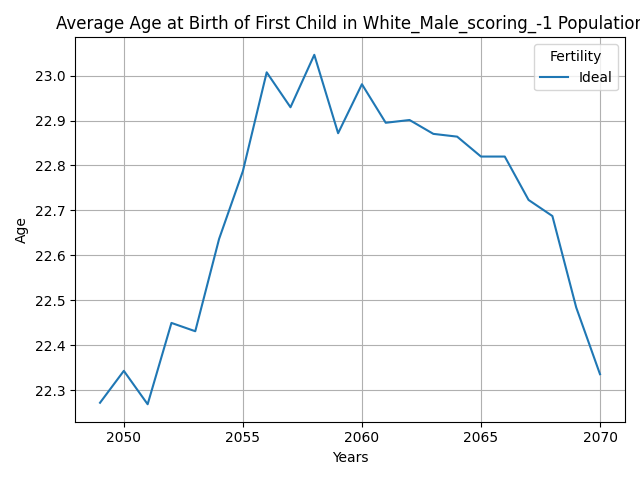 Average Age at Birth of First Child in White_Male_scoring_-1 Population
Fertility
Ideal
23.0
22.9
22.8
22.7
22.6
22.5
22.4
22.3
Age
2050 2055 2060 2065 2070
Years